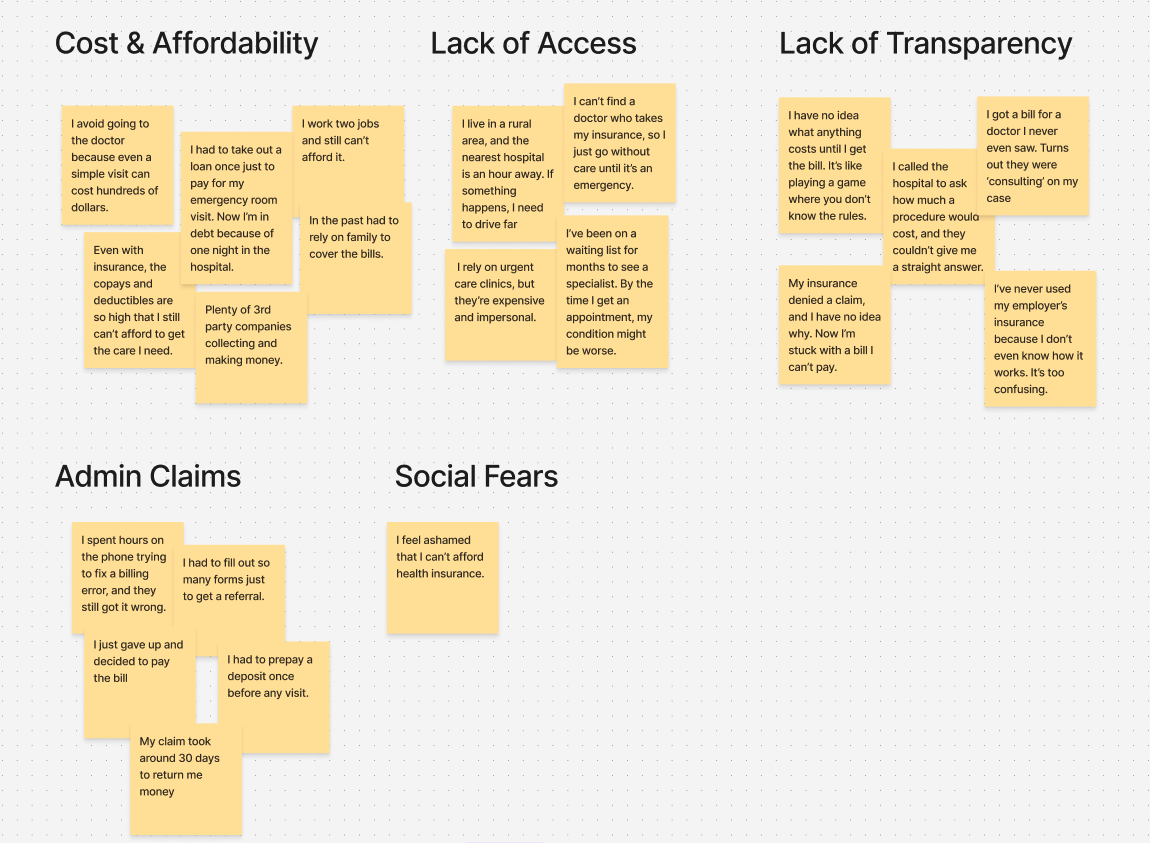 Cost & Affordability
I avoid going to
the doctor
because even a
simple visit can
cost hundreds of
dollars.
I had to take out a
loan once just to
pay for my
emergency room
visit. Now I'm in
debt because of
one night in the
hospital.
I work two jobs
and still can't
afford it.
In the past had to
rely on family to
cover the bills.
Even with
insurance, the
copays and
deductibles are
so high that I still
can't afford to get
the care I need.
Plenty of 3rd
party companies
collecting and
making money.
Lack of Access
I live in a rural
area, and the
nearest hospital
is an hour away. If
something
happens, I need
to drive far
I can't find a
doctor who takes
my insurance, so I
just go without
care until it's an
emergency.
I rely on urgent
care clinics, but
they're expensive
and impersonal.
I've been on a
waiting list for
months to see a
specialist. By the
time I get an
appointment, my
condition might
be worse.
Lack of Transparency
I have no idea
what anything
costs until I get
the bill. It's like
playing a game
where you don't
know the rules.
I called the
hospital to ask
how much a
procedure would
cost, and they
couldn't give me
a straight answer.
I got a bill for a
doctor I never
even saw. Turns
out they were
'consulting' on my
case
My insurance
denied a claim,
and I have no idea
why. Now I'm
stuck with a bill I
can't pay.
I've never used
my employer's
insurance
because I don't
even know how it
works. It's too
confusing.
Admin Claims
I spent hours on
the phone trying
to fix a billing
error, and they
still got it wrong.
I had to fill out so
many forms just
to get a referral.
I just gave up and
decided to pay
the bill
I had to prepay a
deposit once
before any visit.
My claim took
around 30 days
to return me
money
Social Fears
I feel ashamed
that I can't afford
health insurance.